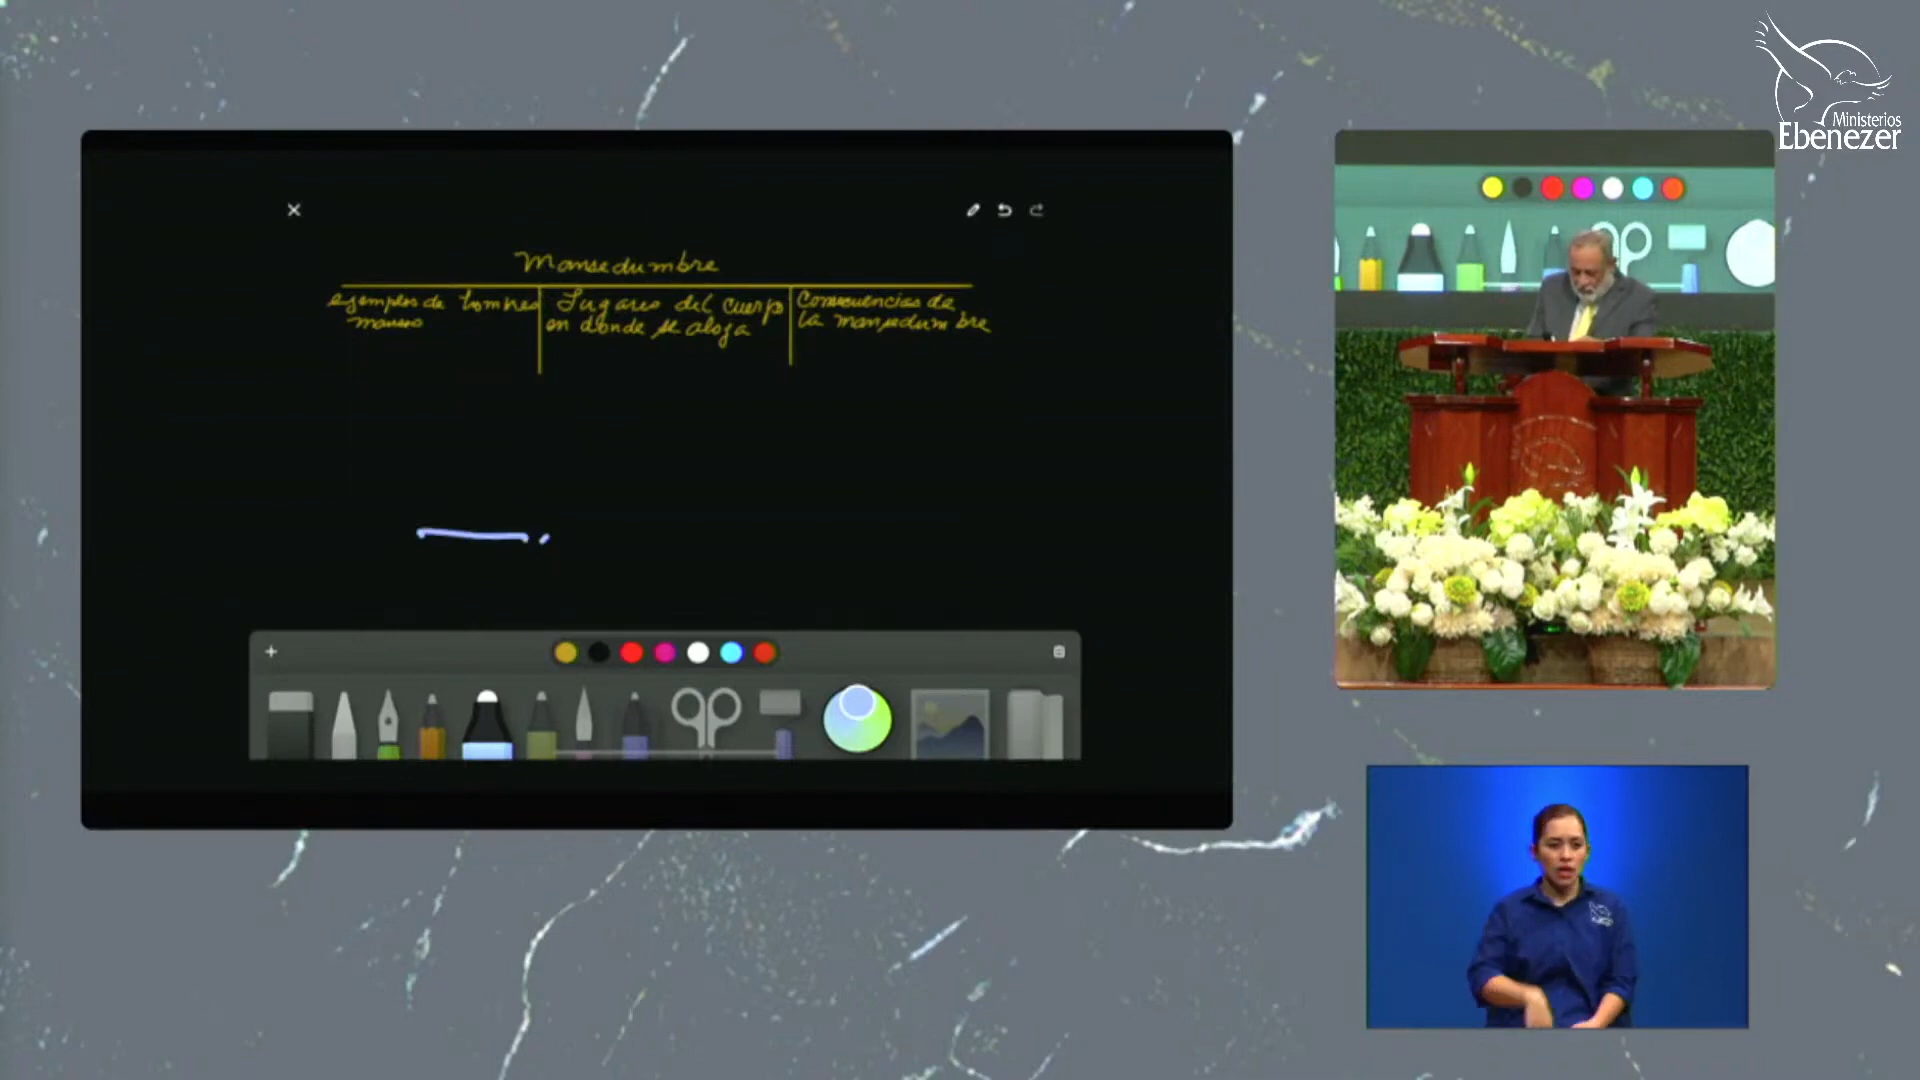 Ministerios
Ebenezer
Mansedumbre
ejemplos de hombres
mansos
Lugares del cuerpo
en donde se aloja
Consecuencias de
la mansedumbre